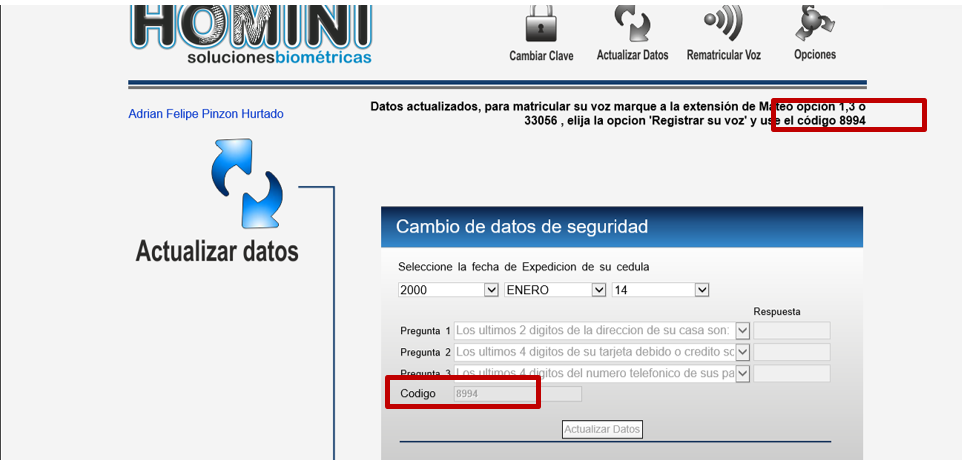 HOMINI
solucionesbiométricas
Cambiar Clave
Actualizar Datos
Rematricular Voz
Opciones
Adrian Felipe Pinzon Hurtado
Datos actualizados, para matricular su voz marque a la extensión de Mateo opcion 1,3 o
33056 , elija la opcion 'Registrar su voz' y use el código 8994
Actualizar datos
Cambio de datos de seguridad
Seleccione la fecha de Expedicion de su cedula
2000 ENERO 14
Respuesta
Pregunta 1 Los ultimos 2 digitos de la direccion de su casa son:
Pregunta 2 Los ultimos 4 digitos de su tarjeta debido o credito sc
Pregunta 3 Los ultimos 4 digitos del numero telefonico de sus pa
Codigo 8994
Actualizar Datos